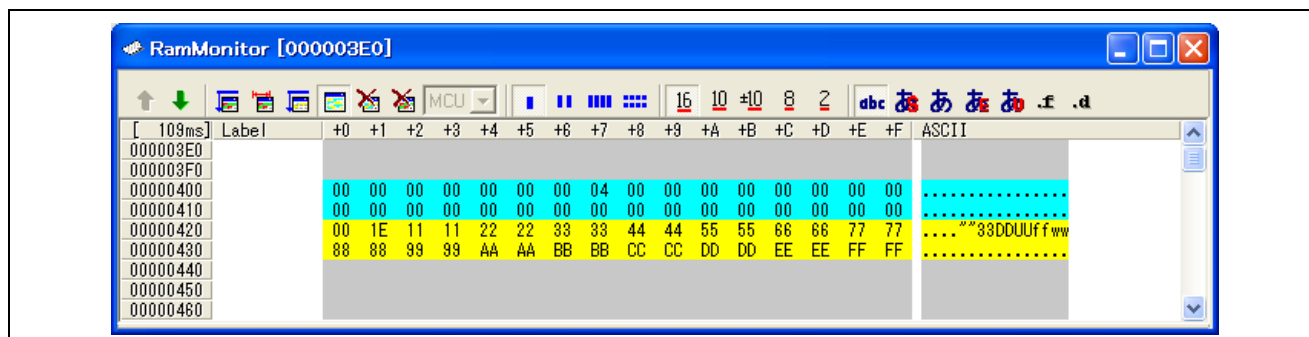 RamMonitor [000003E0]
MCU 16 10 ±10 8 2 abc あS あ あE あU .f .d
[ 109ms] Label +0 +1 +2 +3 +4 +5 +6 +7 +8 +9 +A +B +C +D +E +F ASCII
000003E0
000003F0
00000400 00 00 00 00 00 00 00 04 00 00 00 00 00 00 00 00 ................
00000410 00 00 00 00 00 00 00 00 00 00 00 00 00 00 00 00 ................
00000420 00 1E 11 11 22 22 33 33 44 44 55 55 66 66 77 77 ....""33DDUUffww
00000430 88 88 99 99 AA AA BB BB CC CC DD DD EE EE FF FF ................
00000440
00000450
00000460